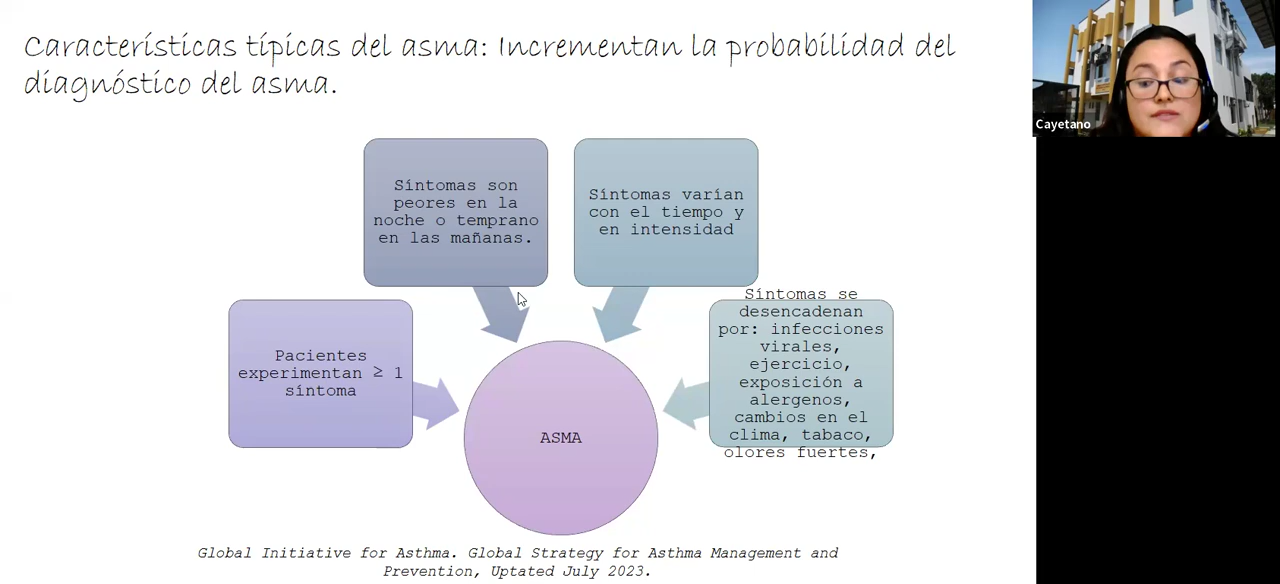 Características típicas del asma: Incrementan la probabilidad del
diagnóstico del asma.
Cayetano
Síntomas son
peores en la
noche o temprano
en las mañanas.
Síntomas varían
con el tiempo y
en intensidad
Pacientes
experimentan ≥ 1
síntoma
Síntomas se
desencadenan
por: infecciones
virales,
ejercicio,
exposición a
alergenos,
cambios en el
clima, tabaco,
olores fuertes,
ASMA
Global Initiative for Asthma. Global Strategy for Asthma Management and
Prevention, Uptated July 2023.